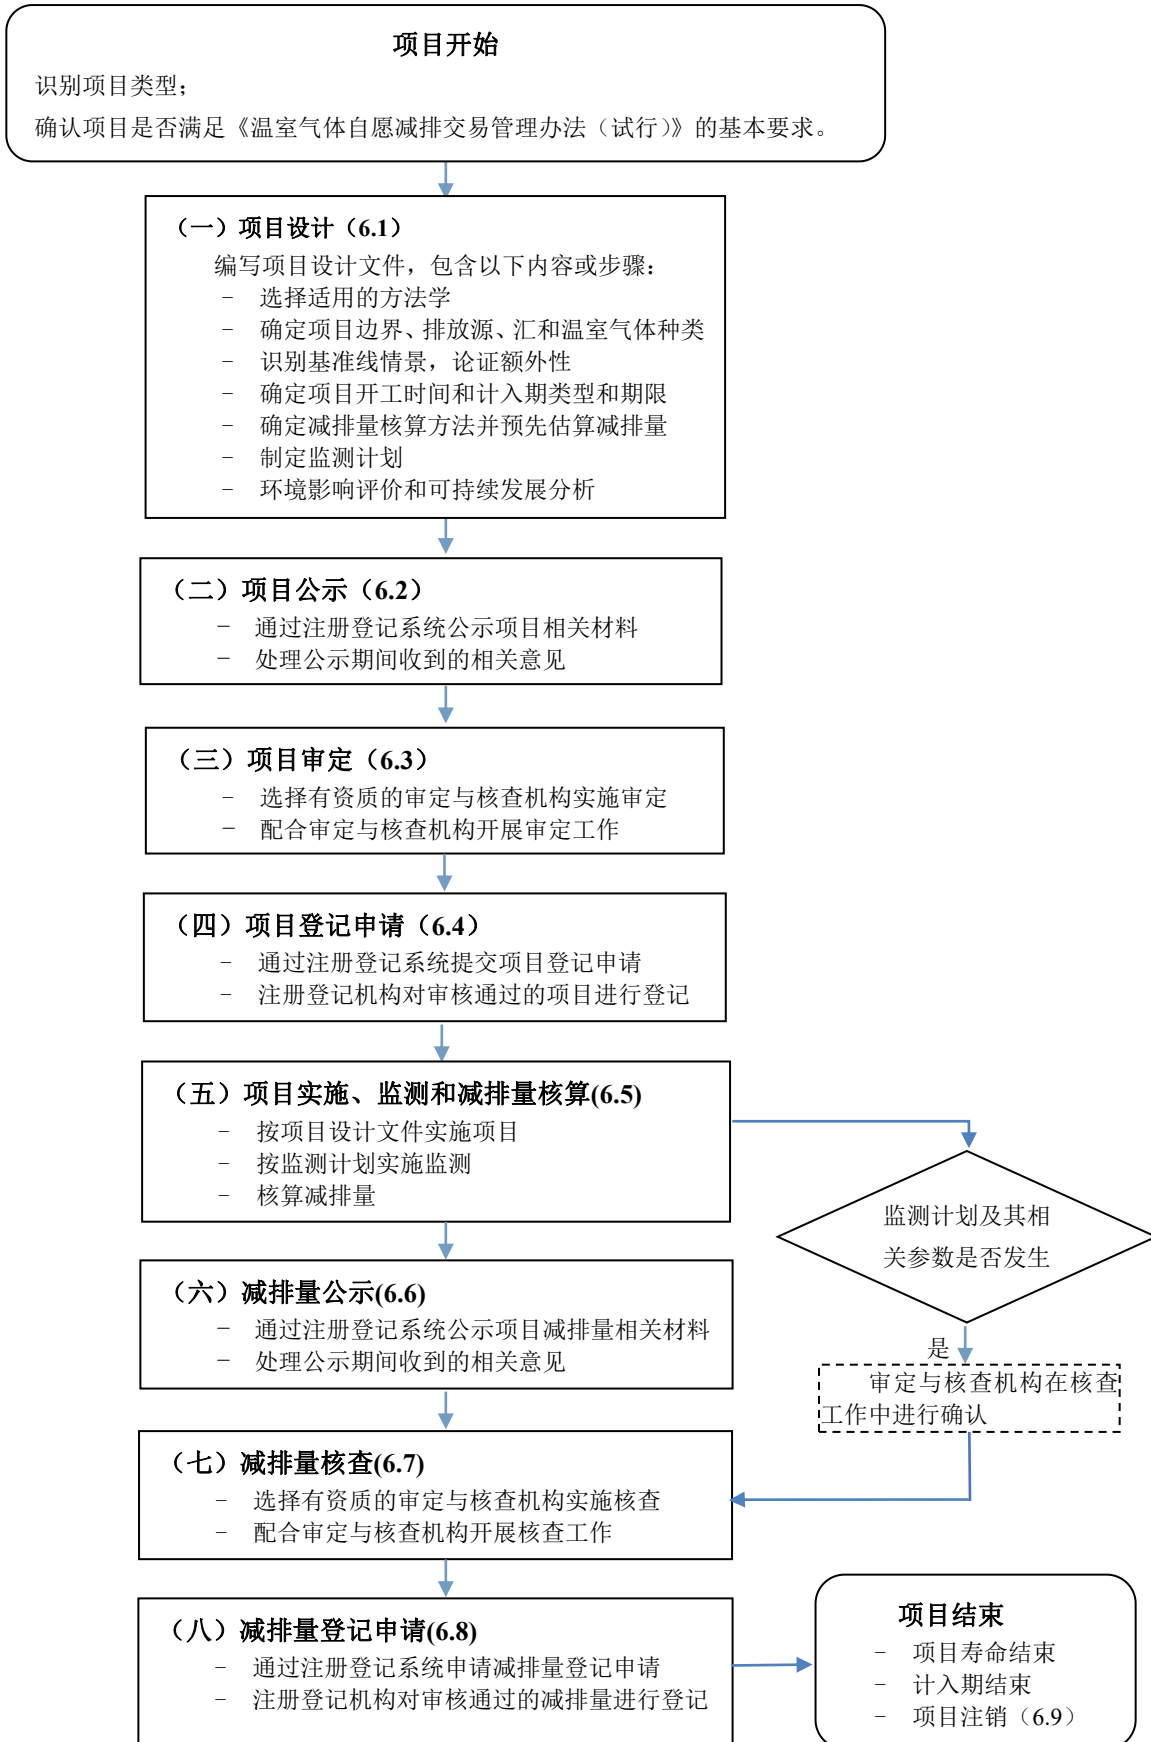 项目开始
识别项目类型；
确认项目是否满足《温室气体自愿减排交易管理办法（试行）》的基本要求。
（一）项目设计（6.1）
编写项目设计文件，包含以下内容或步骤：
－ 选择适用的方法学
－ 确定项目边界、排放源、汇和温室气体种类
－ 识别基准线情景，论证额外性
－ 确定项目开工时间和计入期类型和期限
－ 确定减排量核算方法并预先估算减排量
－ 制定监测计划
－ 环境影响评价和可持续发展分析
（二）项目公示（6.2）
－ 通过注册登记系统公示项目相关材料
－ 处理公示期间收到的相关意见
（三）项目审定（6.3）
－ 选择有资质的审定与核查机构实施审定
－ 配合审定与核查机构开展审定工作
（四）项目登记申请（6.4）
－ 通过注册登记系统提交项目登记申请
－ 注册登记机构对审核通过的项目进行登记
（五）项目实施、监测和减排量核算(6.5)
－ 按项目设计文件实施项目
－ 按监测计划实施监测
－ 核算减排量
监测计划及其相
关参数是否发生
是
审定与核查机构在核查
工作中进行确认
（六）减排量公示(6.6)
－ 通过注册登记系统公示项目减排量相关材料
－ 处理公示期间收到的相关意见
（七）减排量核查(6.7)
－ 选择有资质的审定与核查机构实施核查
－ 配合审定与核查机构开展核查工作
（八）减排量登记申请(6.8)
－ 通过注册登记系统申请减排量登记申请
－ 注册登记机构对审核通过的减排量进行登记
项目结束
－ 项目寿命结束
－ 计入期结束
－ 项目注销（6.9）